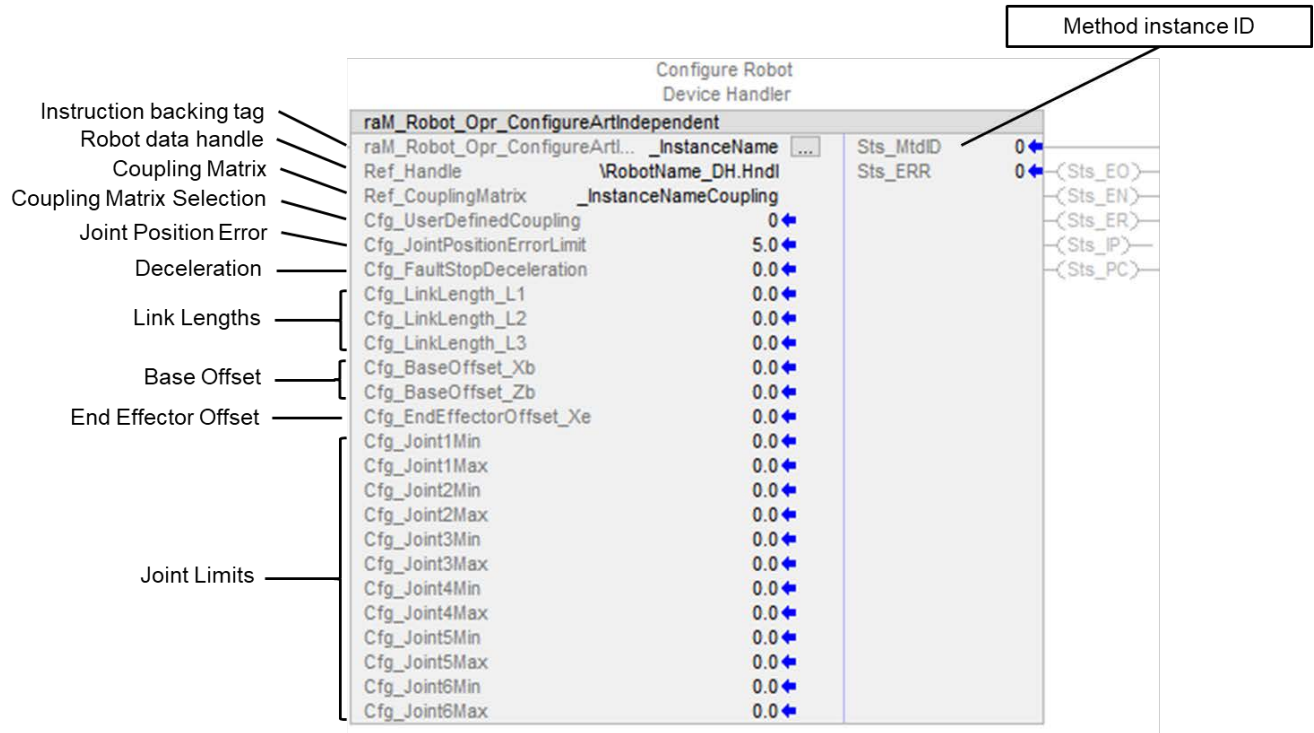 Method instance ID
Configure Robot
Device Handler
Instruction backing tag
raM_Robot_Opr_ConfigureArtIndependent
Robot data handle
raM_Robot_Opr_ConfigureArtI... _InstanceName ... Sts_MtdID 0
Coupling Matrix
Ref_Handle \RobotName_DH.Hndl Sts_ERR 0 (Sts_EO)
Coupling Matrix Selection
Ref_CouplingMatrix _InstanceNameCoupling (Sts_EN)
Cfg_UserDefinedCoupling 0 (Sts_ER)
Joint Position Error
Cfg_JointPositionErrorLimit 5.0 (Sts_IP)
Deceleration
Cfg_FaultStopDeceleration 0.0 (Sts_PC)
Cfg_LinkLength_L1 0.0
Link Lengths
Cfg_LinkLength_L2 0.0
Cfg_LinkLength_L3 0.0
Base Offset
Cfg_BaseOffset_Xb 0.0
Cfg_BaseOffset_Zb 0.0
End Effector Offset
Cfg_EndEffectorOffset_Xe 0.0
Cfg_Joint1Min 0.0
Cfg_Joint1Max 0.0
Cfg_Joint2Min 0.0
Cfg_Joint2Max 0.0
Cfg_Joint3Min 0.0
Cfg_Joint3Max 0.0
Joint Limits
Cfg_Joint4Min 0.0
Cfg_Joint4Max 0.0
Cfg_Joint5Min 0.0
Cfg_Joint5Max 0.0
Cfg_Joint6Min 0.0
Cfg_Joint6Max 0.0